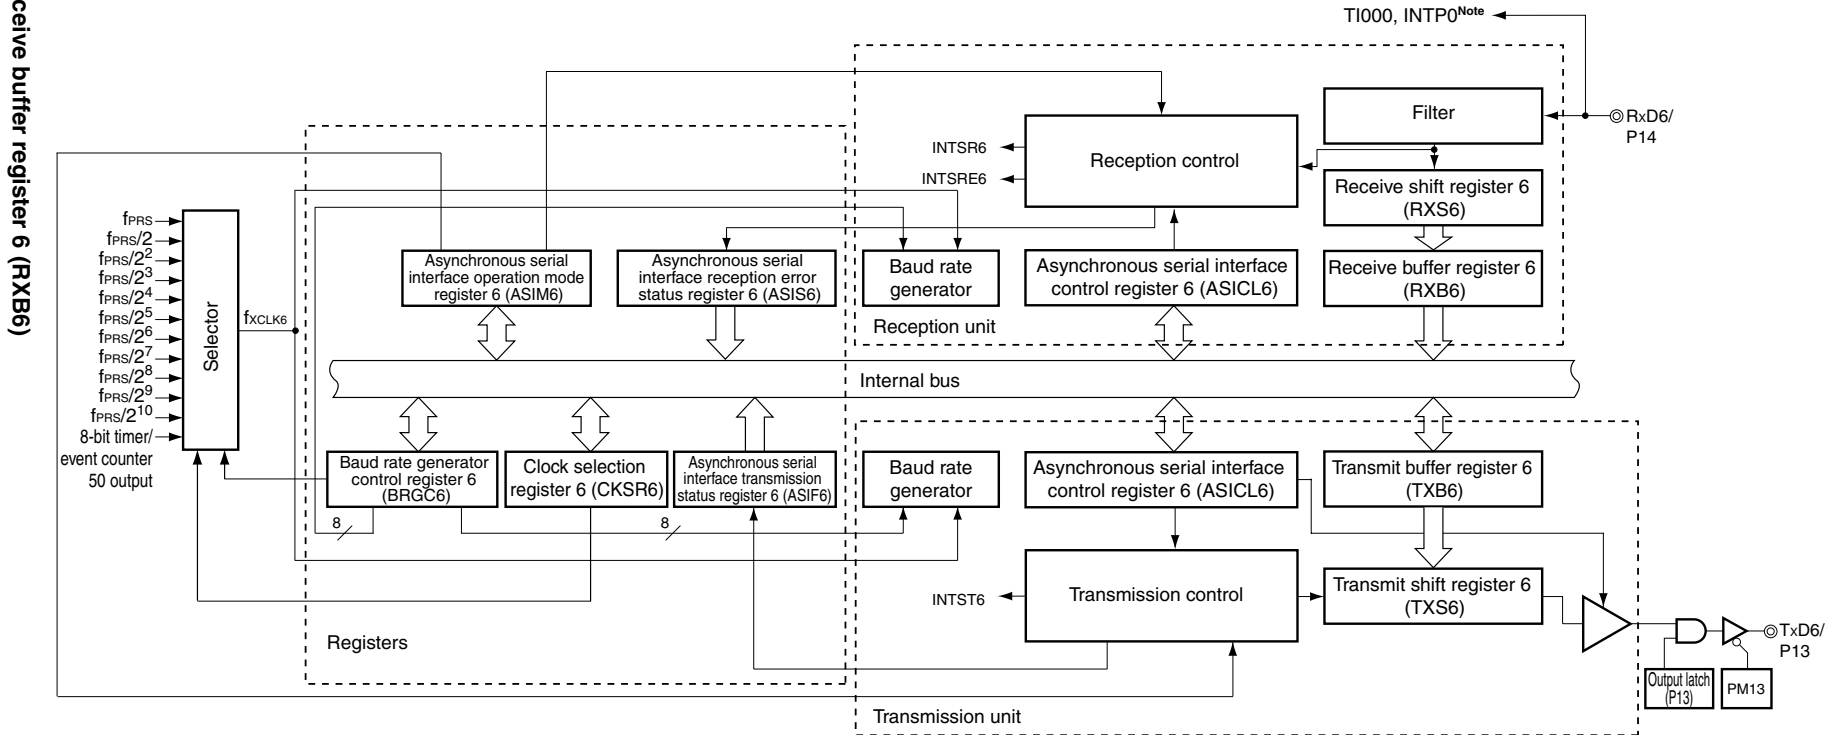 ceive buffer register 6 (RXB6)
TI000, INTP0Note
Filter
RxD6/
P14
INTSR6
Reception control
INTSRE6
Receive shift register 6
(RXS6)
fPRS
fPRS/2
fPRS/2²
fPRS/2³
fPRS/2⁴
fPRS/2⁵
fPRS/2⁶
fPRS/2⁷
fPRS/2⁸
fPRS/2⁹
fPRS/2¹⁰
8-bit timer/
event counter
50 output
Selector
fXCLK6
Asynchronous serial
interface operation mode
register 6 (ASIM6)
Asynchronous serial
interface reception error
status register 6 (ASIS6)
Baud rate
generator
Asynchronous serial interface
control register 6 (ASICL6)
Receive buffer register 6
(RXB6)
Reception unit
Internal bus
Baud rate generator
control register 6
(BRGC6)
Clock selection
register 6 (CKSR6)
Asynchronous serial
interface transmission
status register 6 (ASIF6)
Baud rate
generator
Asynchronous serial interface
control register 6 (ASICL6)
Transmit buffer register 6
(TXB6)
8
8
INTST6
Transmission control
Transmit shift register 6
(TXS6)
Registers
TxD6/
P13
Output latch
(P13)
PM13
Transmission unit